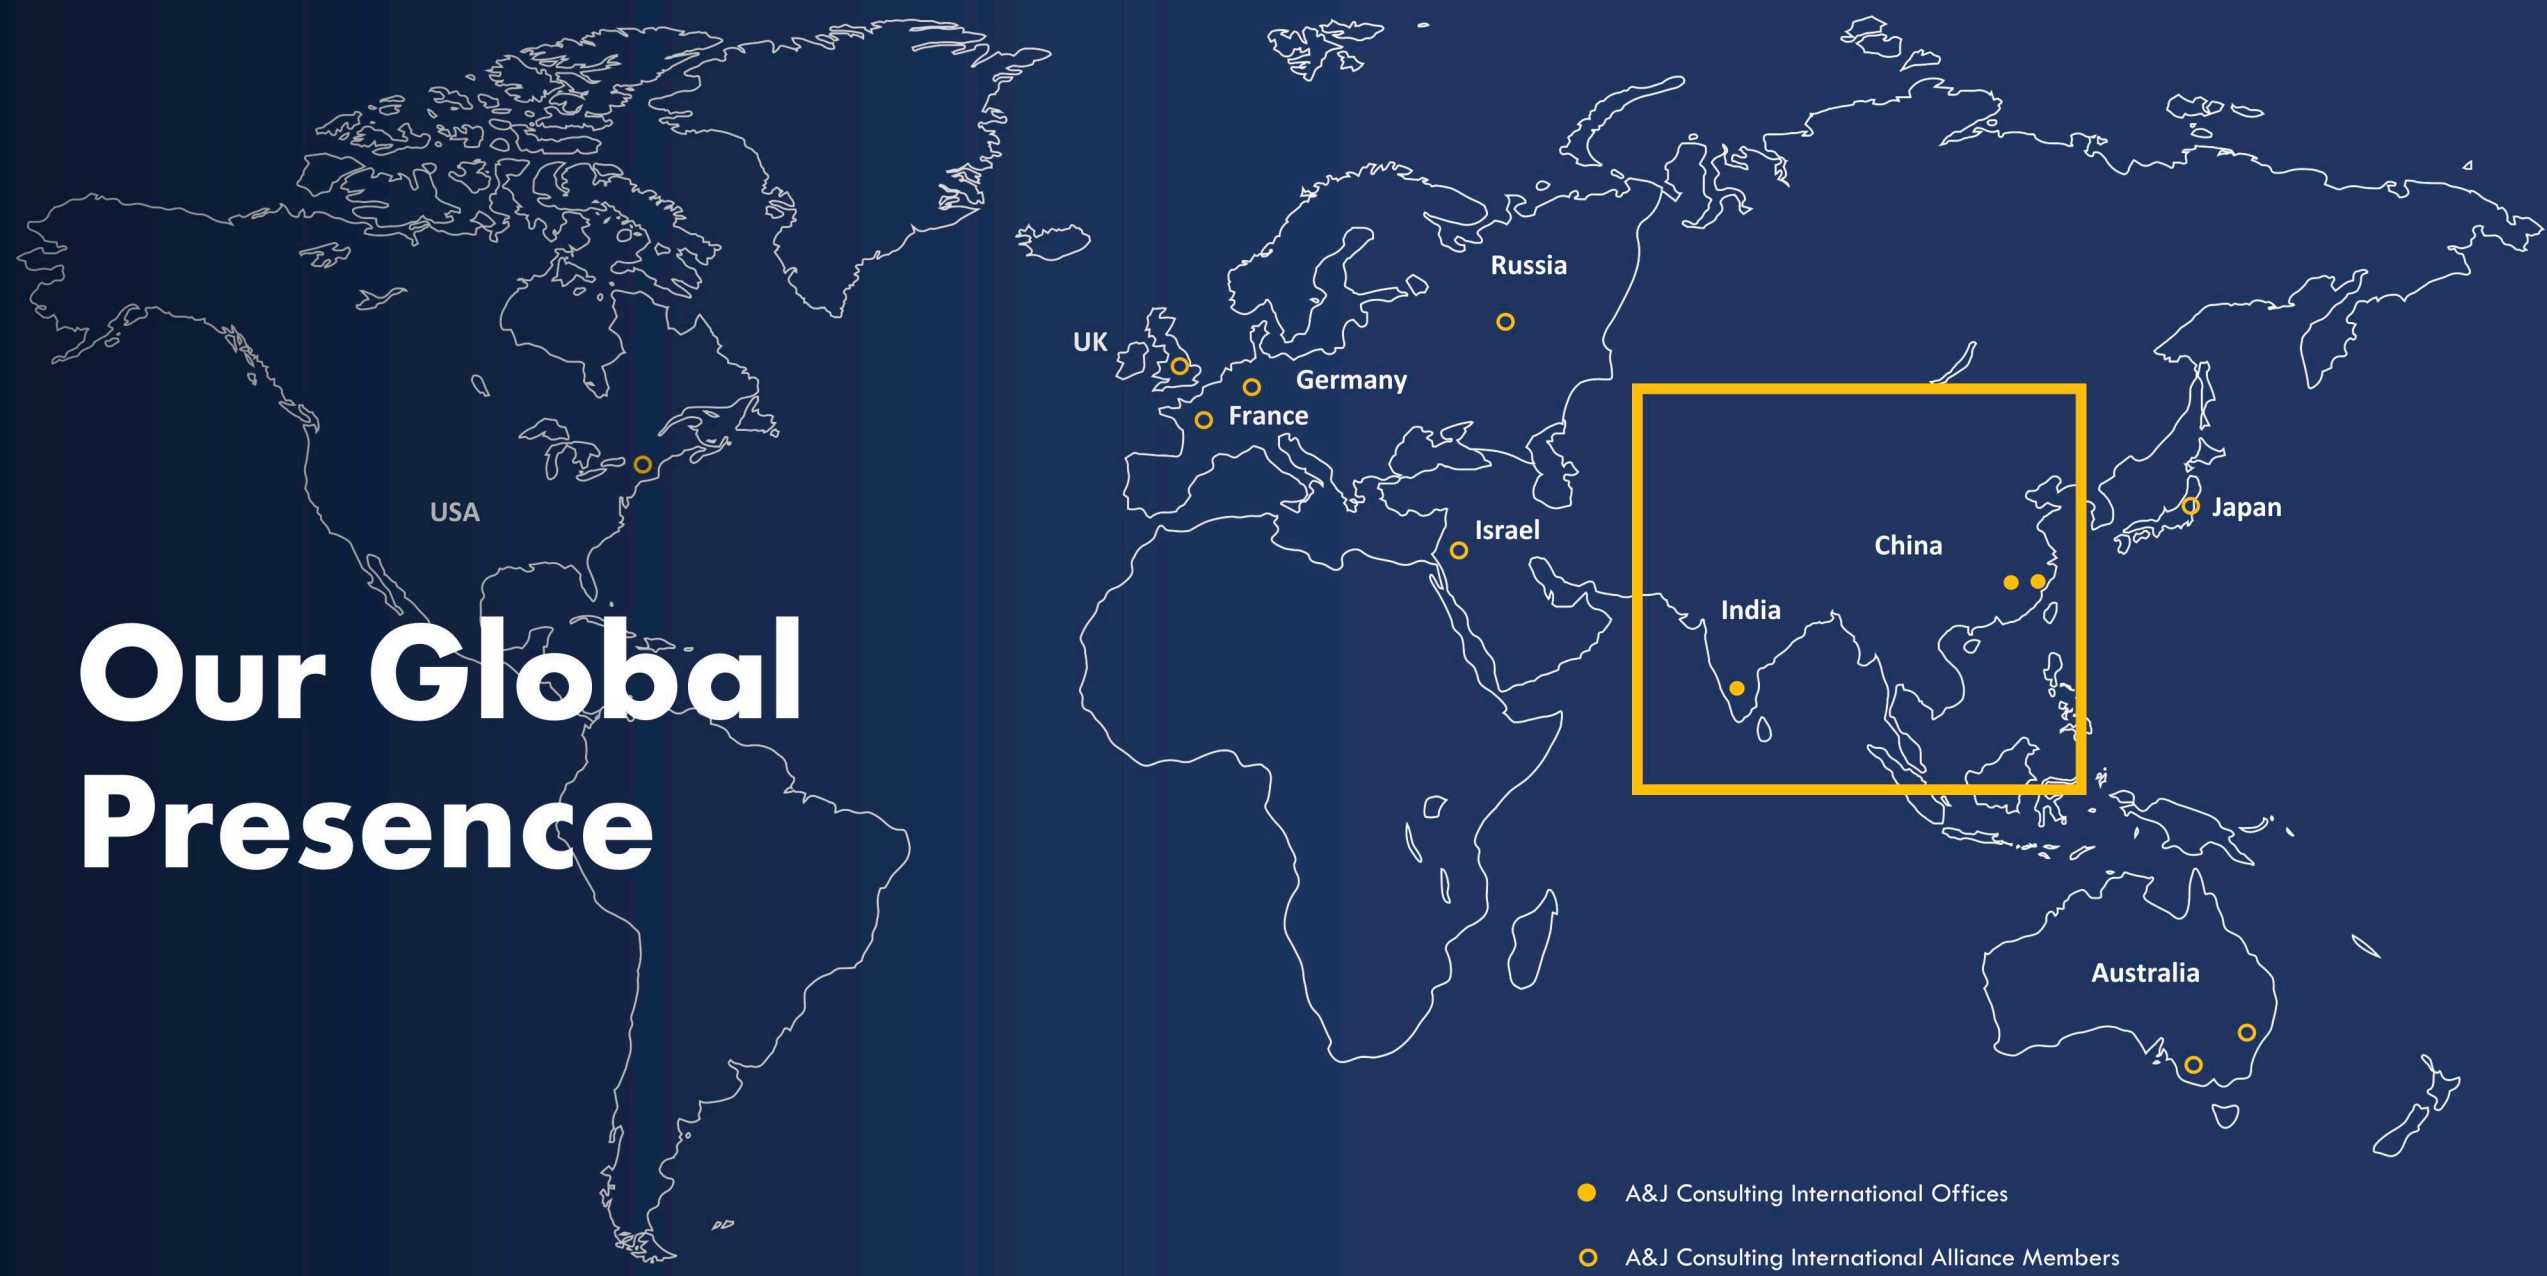 Russia
UK
Germany
France
USA
Israel
Japan
China
India
Our Global
Presence
Australia
A&J Consulting International Offices
A&J Consulting International Alliance Members